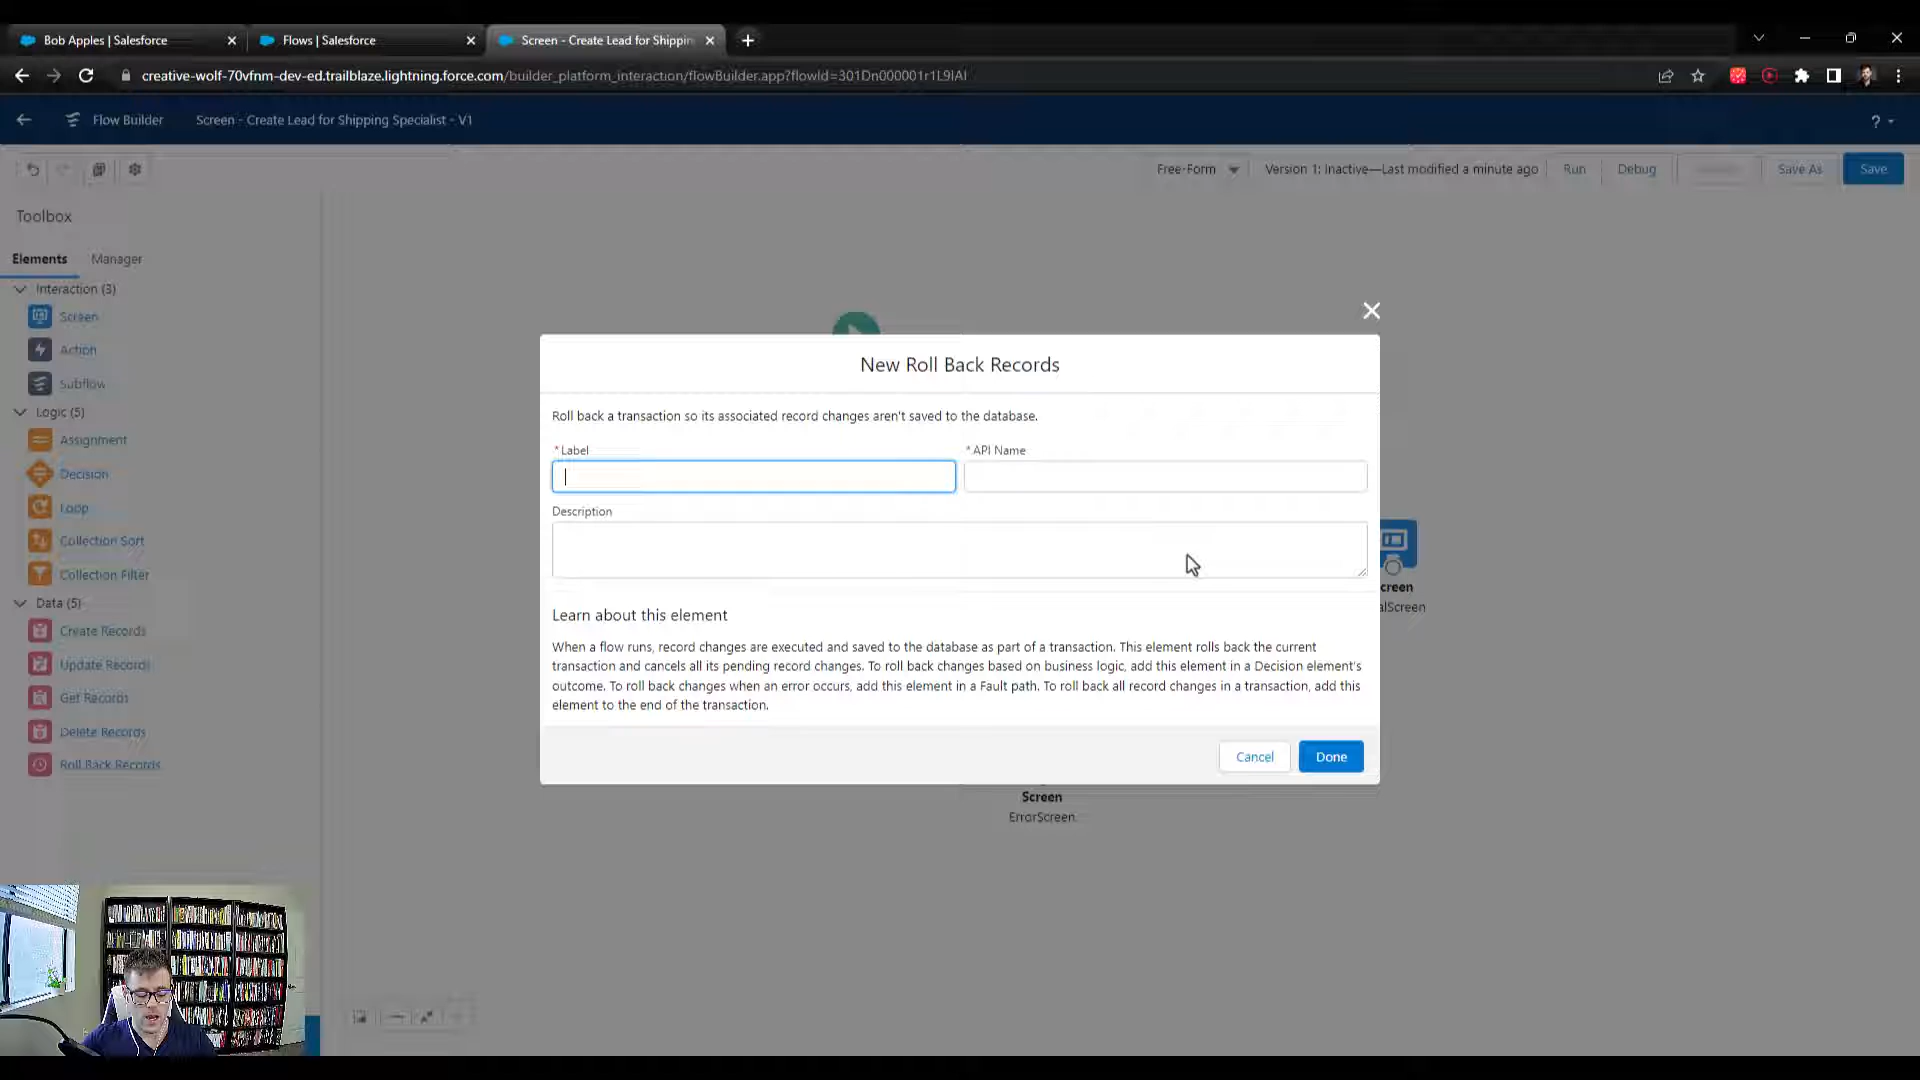 Bob Apples | Salesforce
Flows | Salesforce
Screen - Create Lead for Shippin
creative-wolf-70vfnm-dev-ed.trailblaze.lightning.force.com/builder_platform_interaction/flowBuilder.app?flowId=301Dn000001r1L9IAI
Flow Builder
Screen - Create Lead for Shipping Specialist - V1
?
Free-Form
Version 1: Inactive—Last modified a minute ago
Run
Debug
Save As
Save
Toolbox
Elements
Manager
Interaction (3)
Screen
Action
Subflow
Logic (5)
Assignment
Decision
Loop
Collection Sort
Collection Filter
Data (5)
Create Records
Update Records
Get Records
Delete Records
Roll Back Records
New Roll Back Records
Roll back a transaction so its associated record changes aren't saved to the database.
* Label
* API Name
Description
Learn about this element
When a flow runs, record changes are executed and saved to the database as part of a transaction. This element rolls back the current
transaction and cancels all its pending record changes. To roll back changes based on business logic, add this element in a Decision element's
outcome. To roll back changes when an error occurs, add this element in a Fault path. To roll back all record changes in a transaction, add this
element to the end of the transaction.
Cancel
Done
creen
alScreen
Screen
ErrorScreen